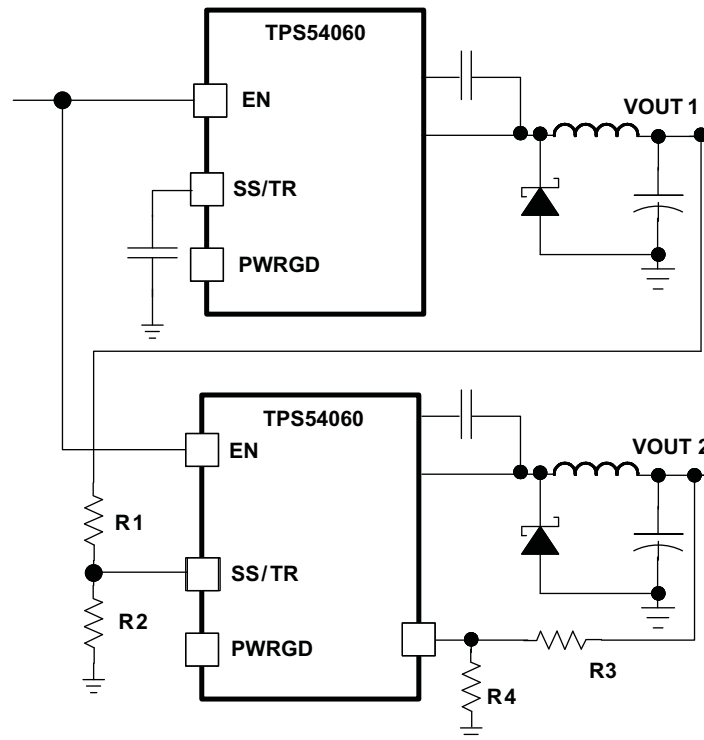 TPS54060
EN
VOUT 1
SS/TR
PWRGD
TPS54060
EN
VOUT 2
R1
SS/TR
R2
PWRGD
R3
R4